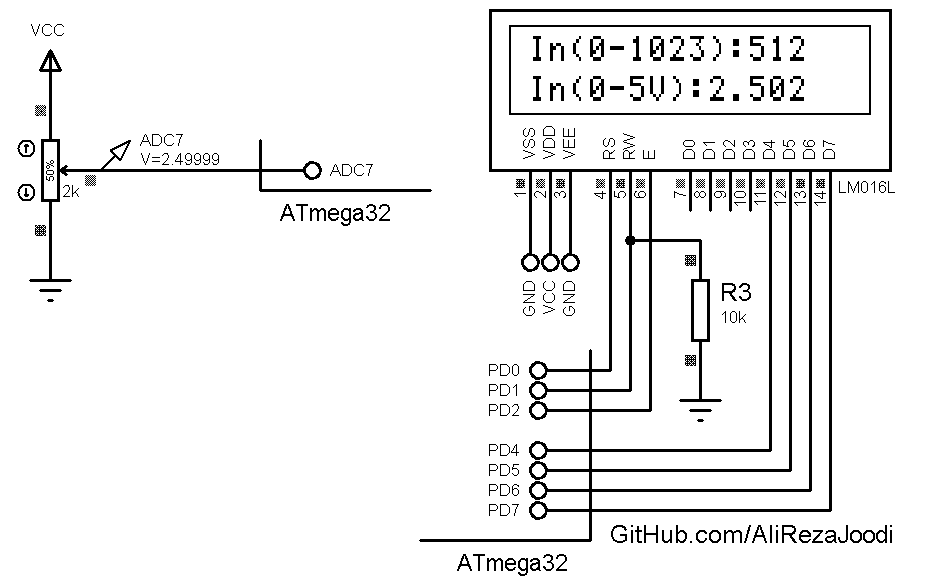 VCC
50%
2k
ADC7
V=2.49999
ADC7
ATmega32
In(0-1023):512
In(0-5V):2.502
VSS
VDD
VEE
RS
RW
E
D0
D1
D2
D3
D4
D5
D6
D7
LM016L
1
2
3
4
5
6
7
8
9
10
11
12
13
14
GND
VCC
GND
R3
10k
PD0
PD1
PD2
PD4
PD5
PD6
PD7
GitHub.com/AliRezaJoodi
ATmega32